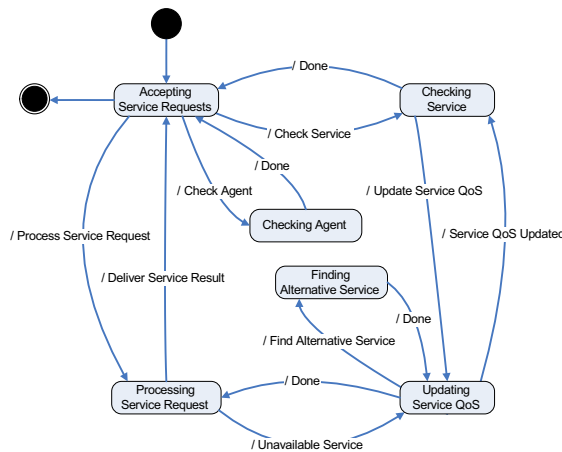 / Done
Accepting
Service Requests
Checking
Service
/ Check Service
/ Done
/ Check Agent
/ Update Service QoS
Checking Agent
/ Process Service Request
/ Service QoS Updated
/ Deliver Service Result
Finding
Alternative Service
/ Done
/ Find Alternative Service
/ Done
Processing
Service Request
Updating
Service QoS
/ Unavailable Service